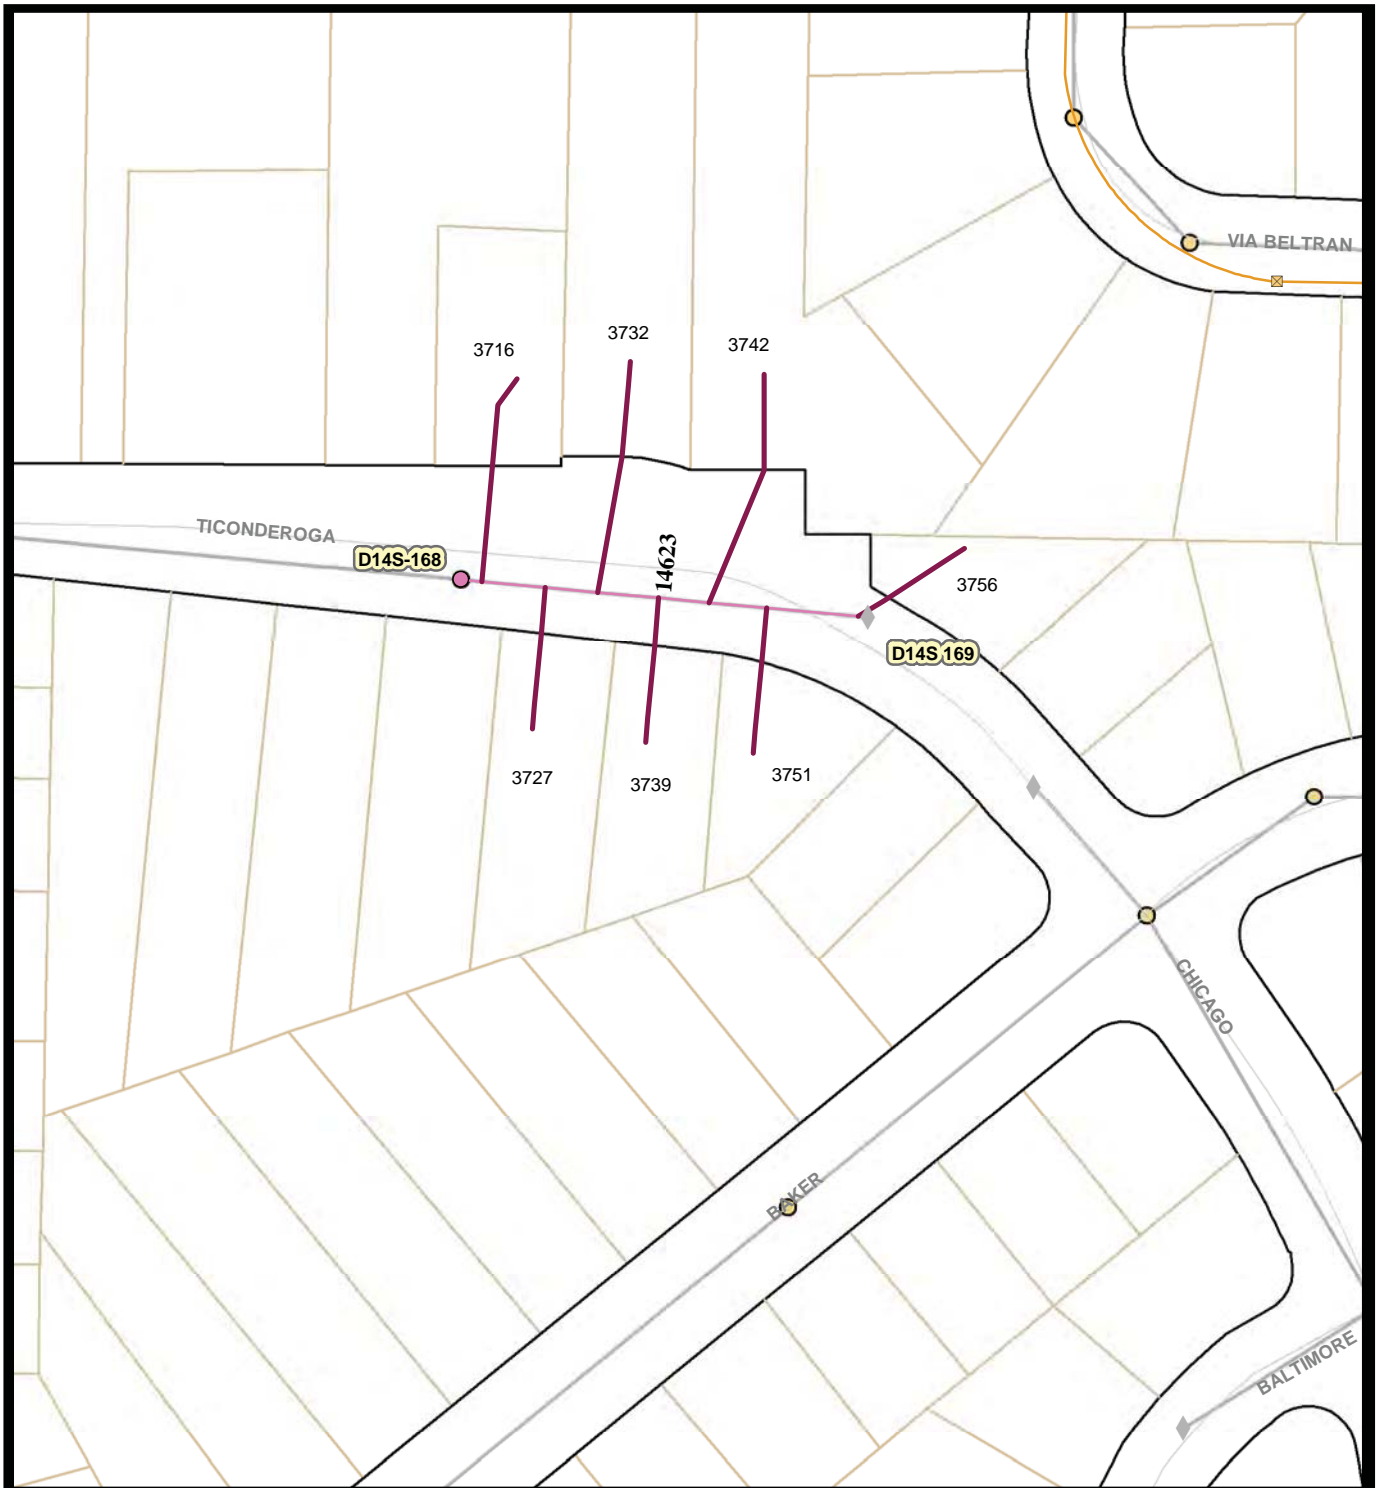 VIA BELTRAN
3732
3742
3716
TICONDEROGA
D14S-168
14623
3756
D14S 169
3727
3739
3751
CHICAGO
BAKER
BALTIMORE